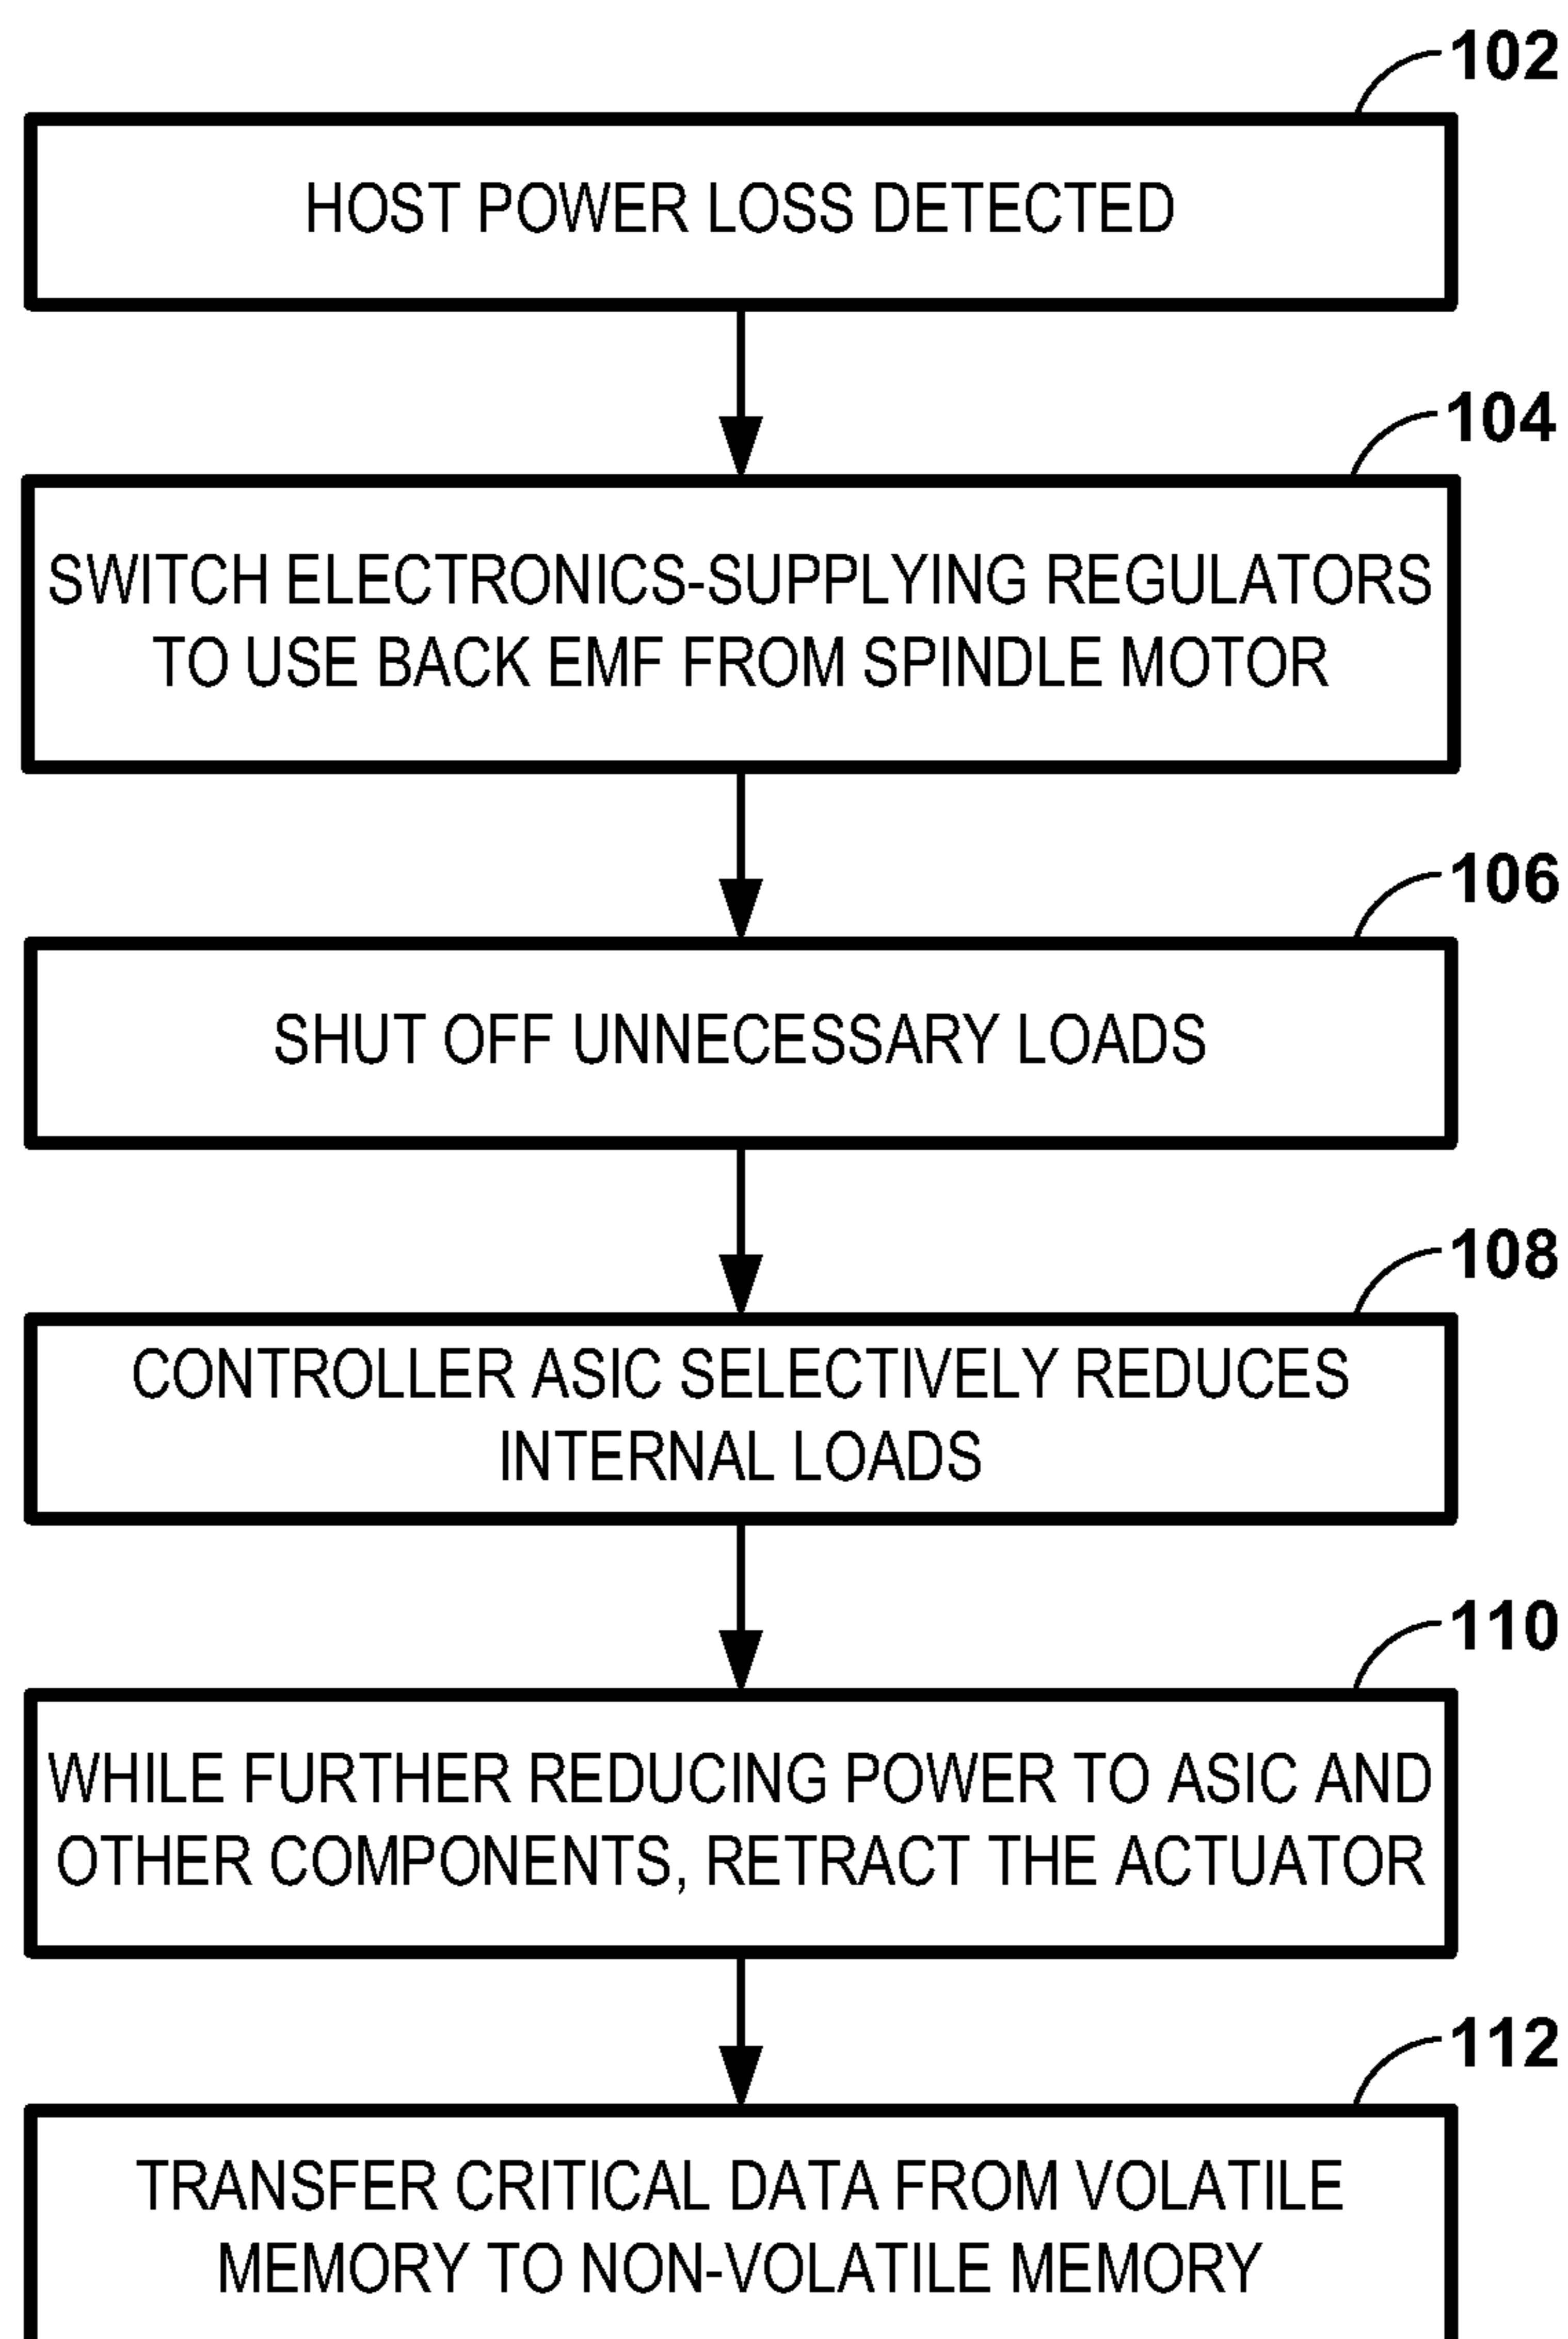 102
HOST POWER LOSS DETECTED
104
SWITCH ELECTRONICS-SUPPLYING REGULATORS
TO USE BACK EMF FROM SPINDLE MOTOR
106
SHUT OFF UNNECESSARY LOADS
108
CONTROLLER ASIC SELECTIVELY REDUCES
INTERNAL LOADS
110
WHILE FURTHER REDUCING POWER TO ASIC AND
OTHER COMPONENTS, RETRACT THE ACTUATOR
112
TRANSFER CRITICAL DATA FROM VOLATILE
MEMORY TO NON-VOLATILE MEMORY